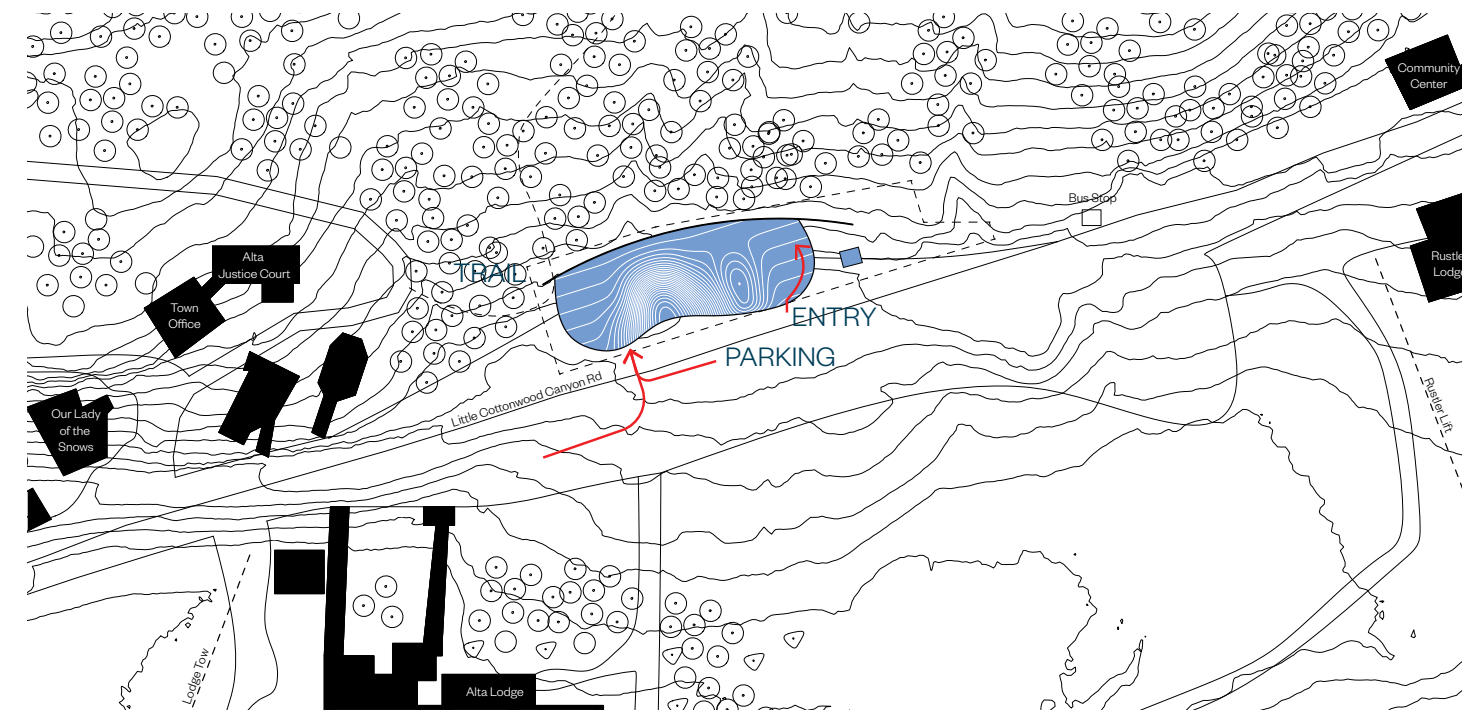 Community
Center
Bus Stop
Alta
Justice Court
Rustle
Lodge
TRAIL
Town
Office
ENTRY
PARKING
Little Cottonwood Canyon Rd
Rustler Lift
Our Lady
of the
Snows
Lodge Tow
Alta Lodge